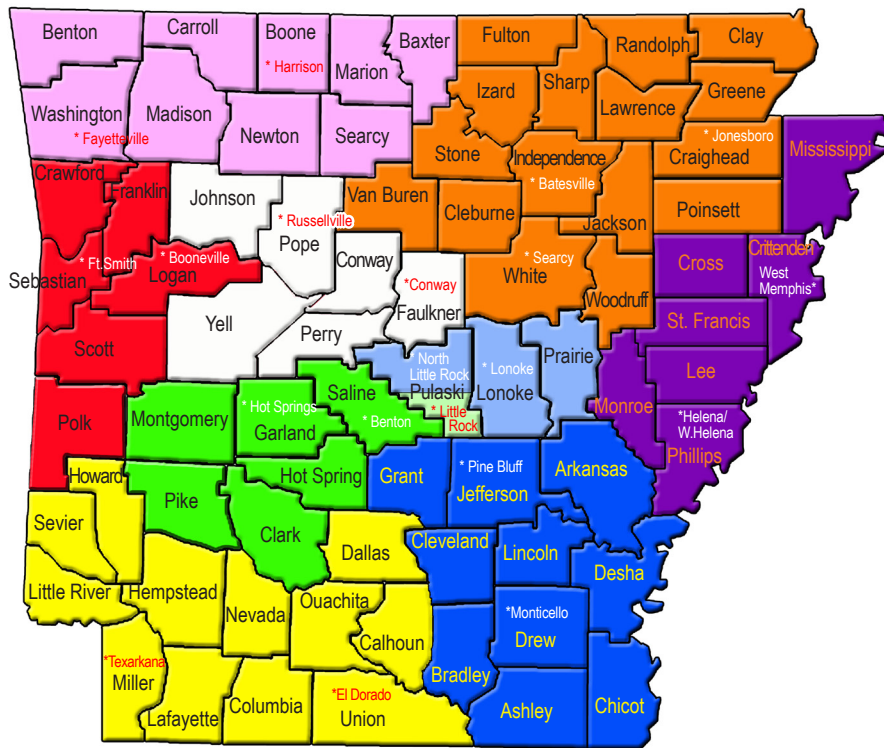 Benton
Carroll
Boone
* Harrison
Marion
Baxter
Fulton
Randolph
Clay
Izard
Sharp
Lawrence
Greene
Washington
* Fayetteville
Madison
Newton
Searcy
Stone
Independence
* Batesville
* Jonesboro
Craighead
Mississippi
Crawford
Franklin
Johnson
* Russellville
Pope
Van Buren
Cleburne
Jackson
Poinsett
Sebastian
* Ft.Smith
* Booneville
Logan
Conway
*Conway
Faulkner
* Searcy
White
Woodruff
Cross
Crittenden
West
Memphis*
Yell
Perry
St. Francis
Scott
* North
Little Rock
Pulaski
* Lonoke
Lonoke
Prairie
Lee
Monroe
Polk
Montgomery
* Hot Springs
Garland
Saline
* Benton
* Little
Rock
*Helena/
W.Helena
Phillips
Howard
Hot Spring
Grant
* Pine Bluff
Jefferson
Arkansas
Sevier
Pike
Clark
Dallas
Cleveland
Lincoln
Desha
Little River
Hempstead
Nevada
Ouachita
Calhoun
*Monticello
Drew
*Texarkana
Miller
Lafayette
Columbia
*El Dorado
Union
Bradley
Ashley
Chicot